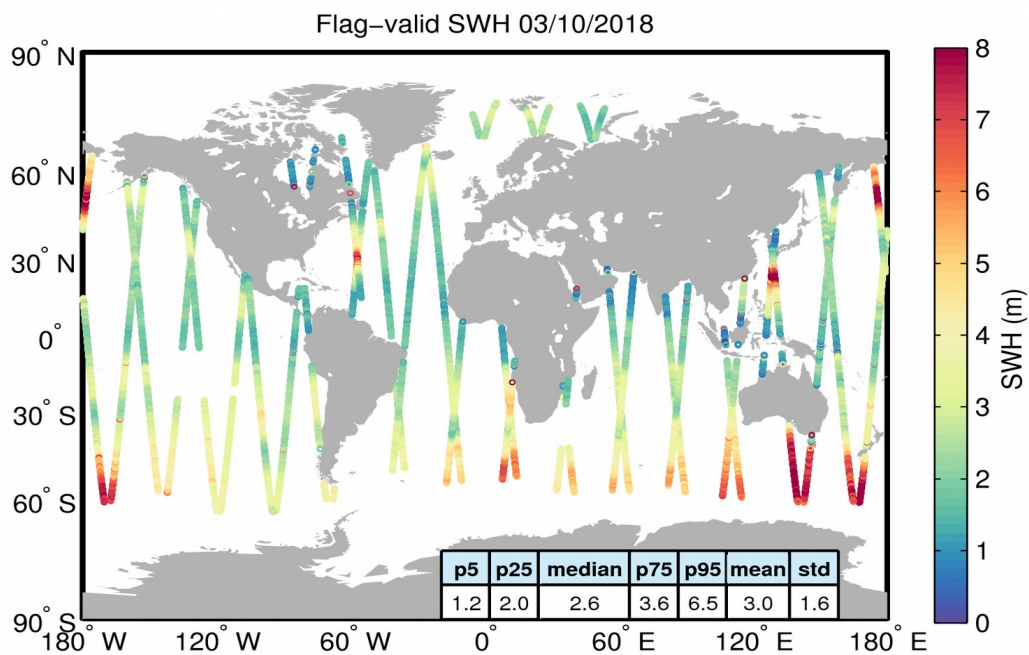 Flag−valid SWH 03/10/2018
90° N
60° N
30° N
0°
30° S
60° S
90° S
180° W
120° W
60° W
0°
60° E
120° E
180° E
p5 p25 median p75 p95 mean std
1.2 2.0 2.6 3.6 6.5 3.0 1.6
8
7
6
5
4
3
2
1
0
SWH (m)